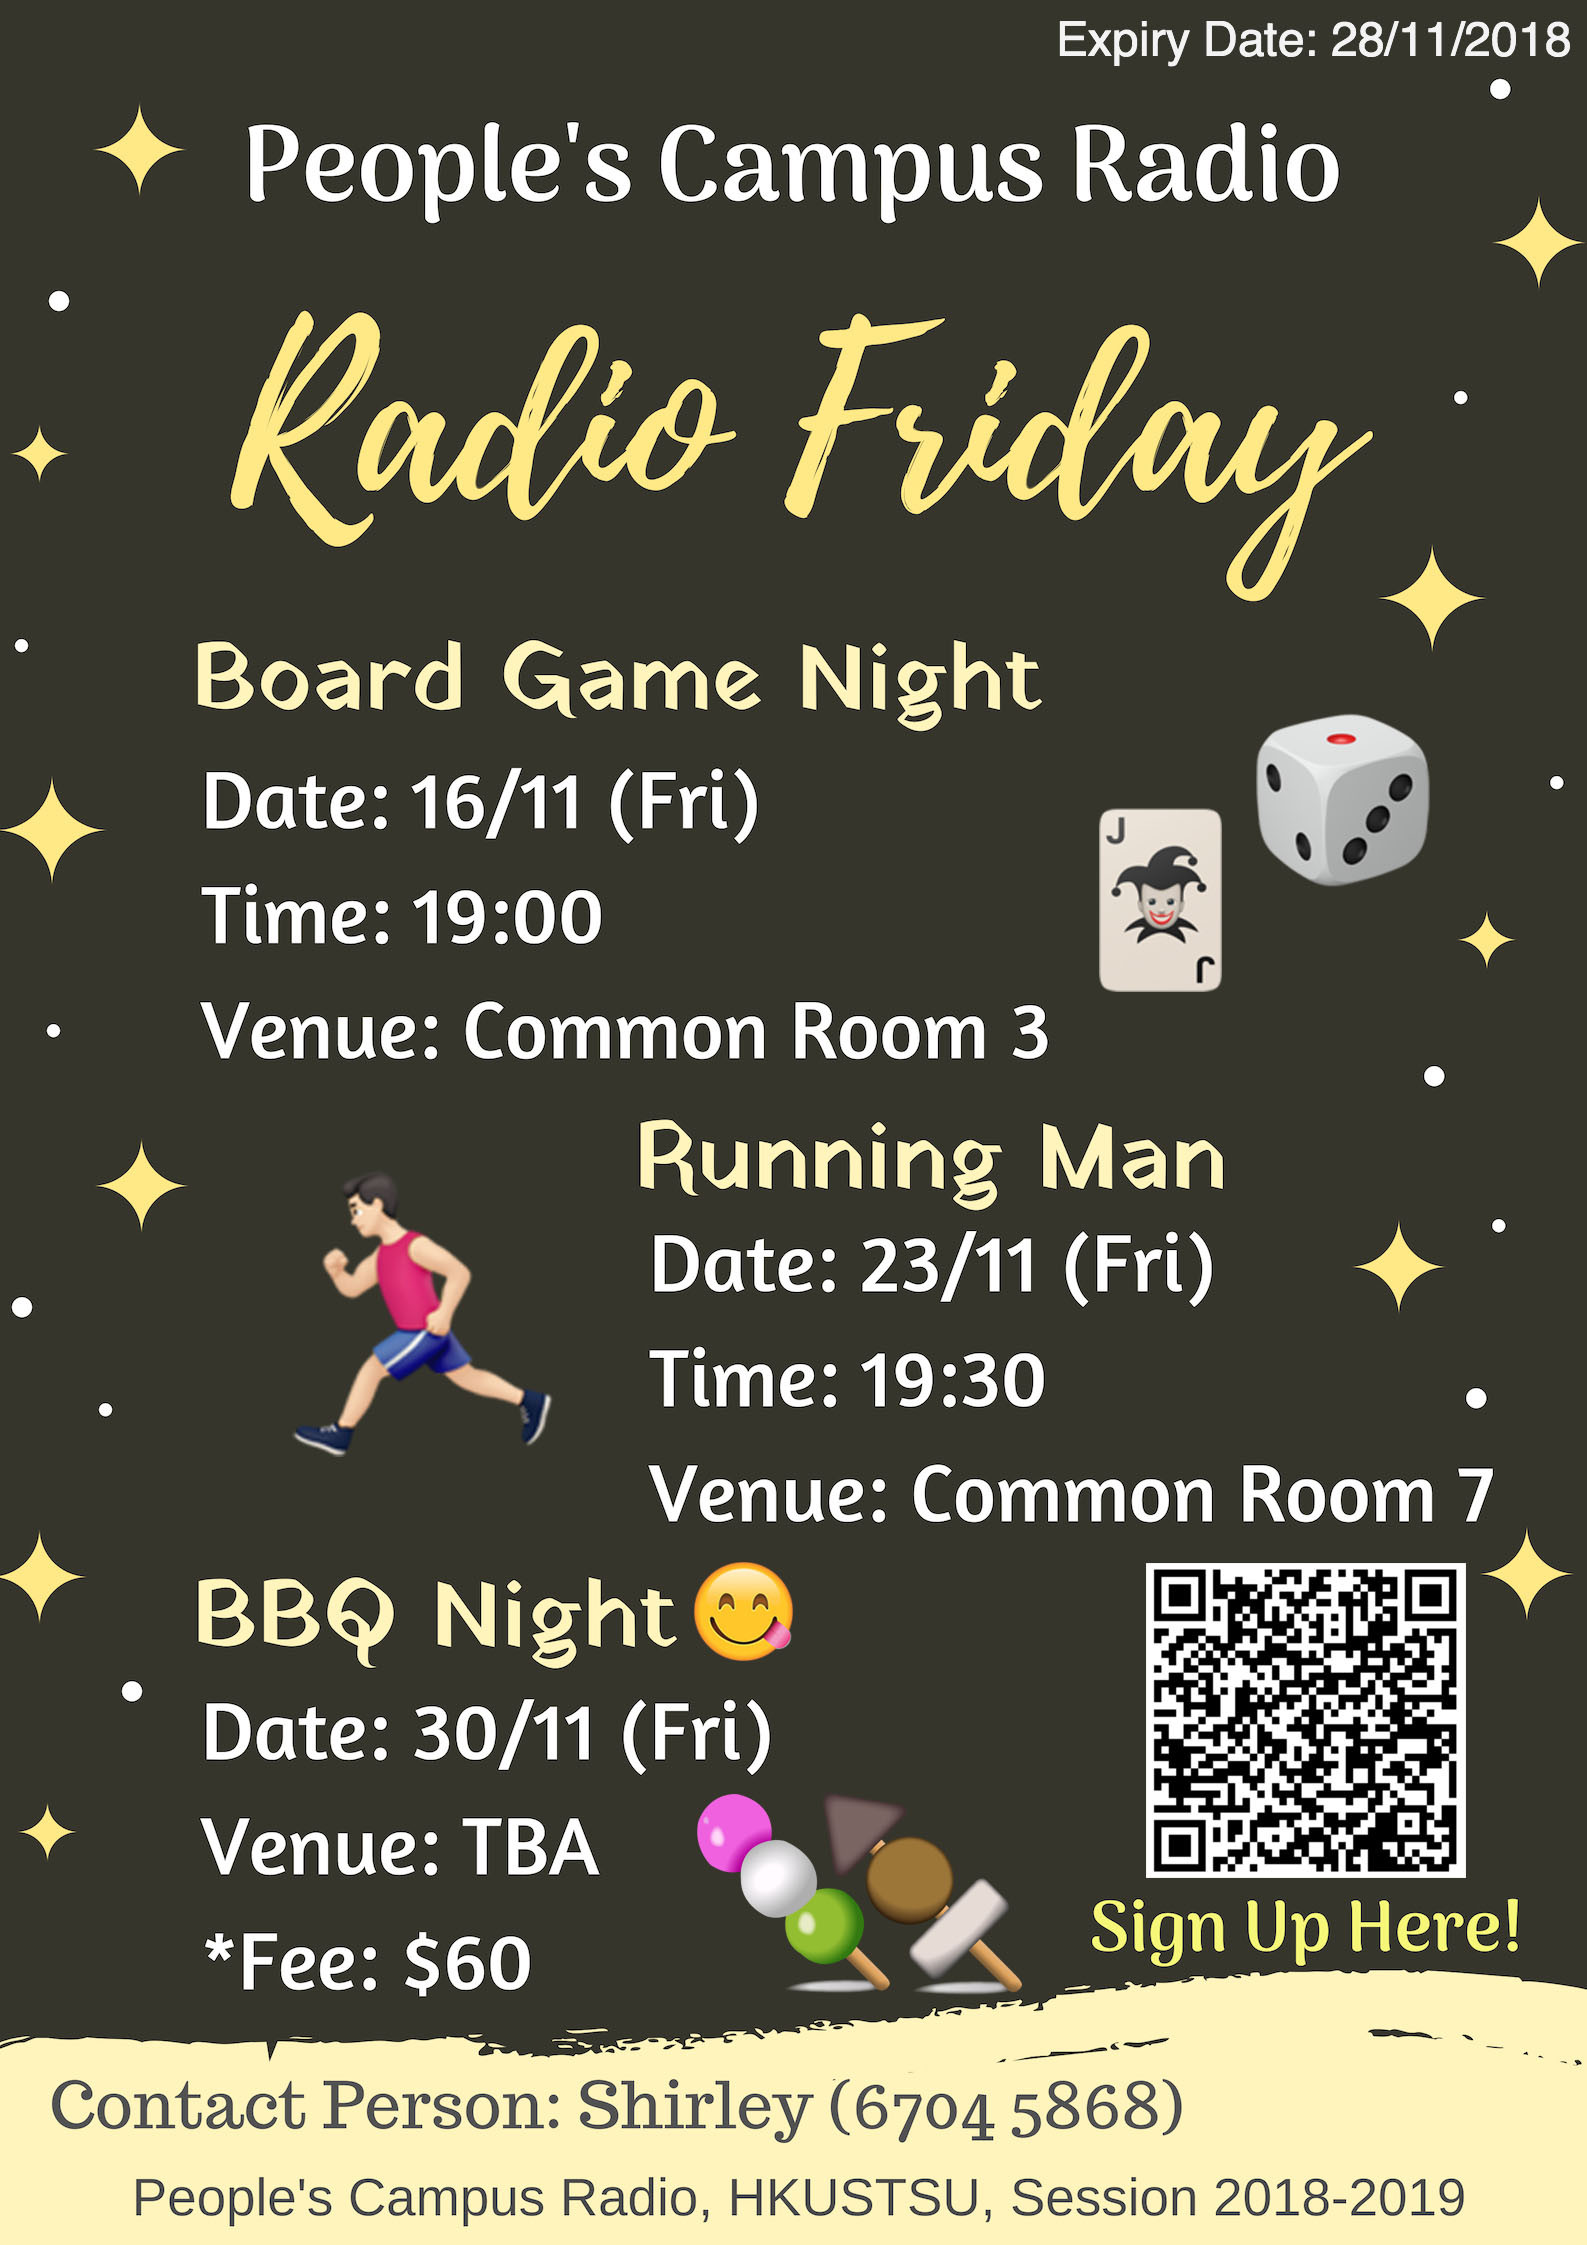 Expiry Date: 28/11/2018
People's Campus Radio
Radio Friday
Board Game Night
Date: 16/11 (Fri)
Time: 19:00
Venue: Common Room 3
J
J
Running Man
Date: 23/11 (Fri)
Time: 19:30
Venue: Common Room 7
BBQ Night
Date: 30/11 (Fri)
Venue: TBA
*Fee: $60
Sign Up Here!
Contact Person: Shirley (6704 5868)
People's Campus Radio, HKUSTSU, Session 2018-2019